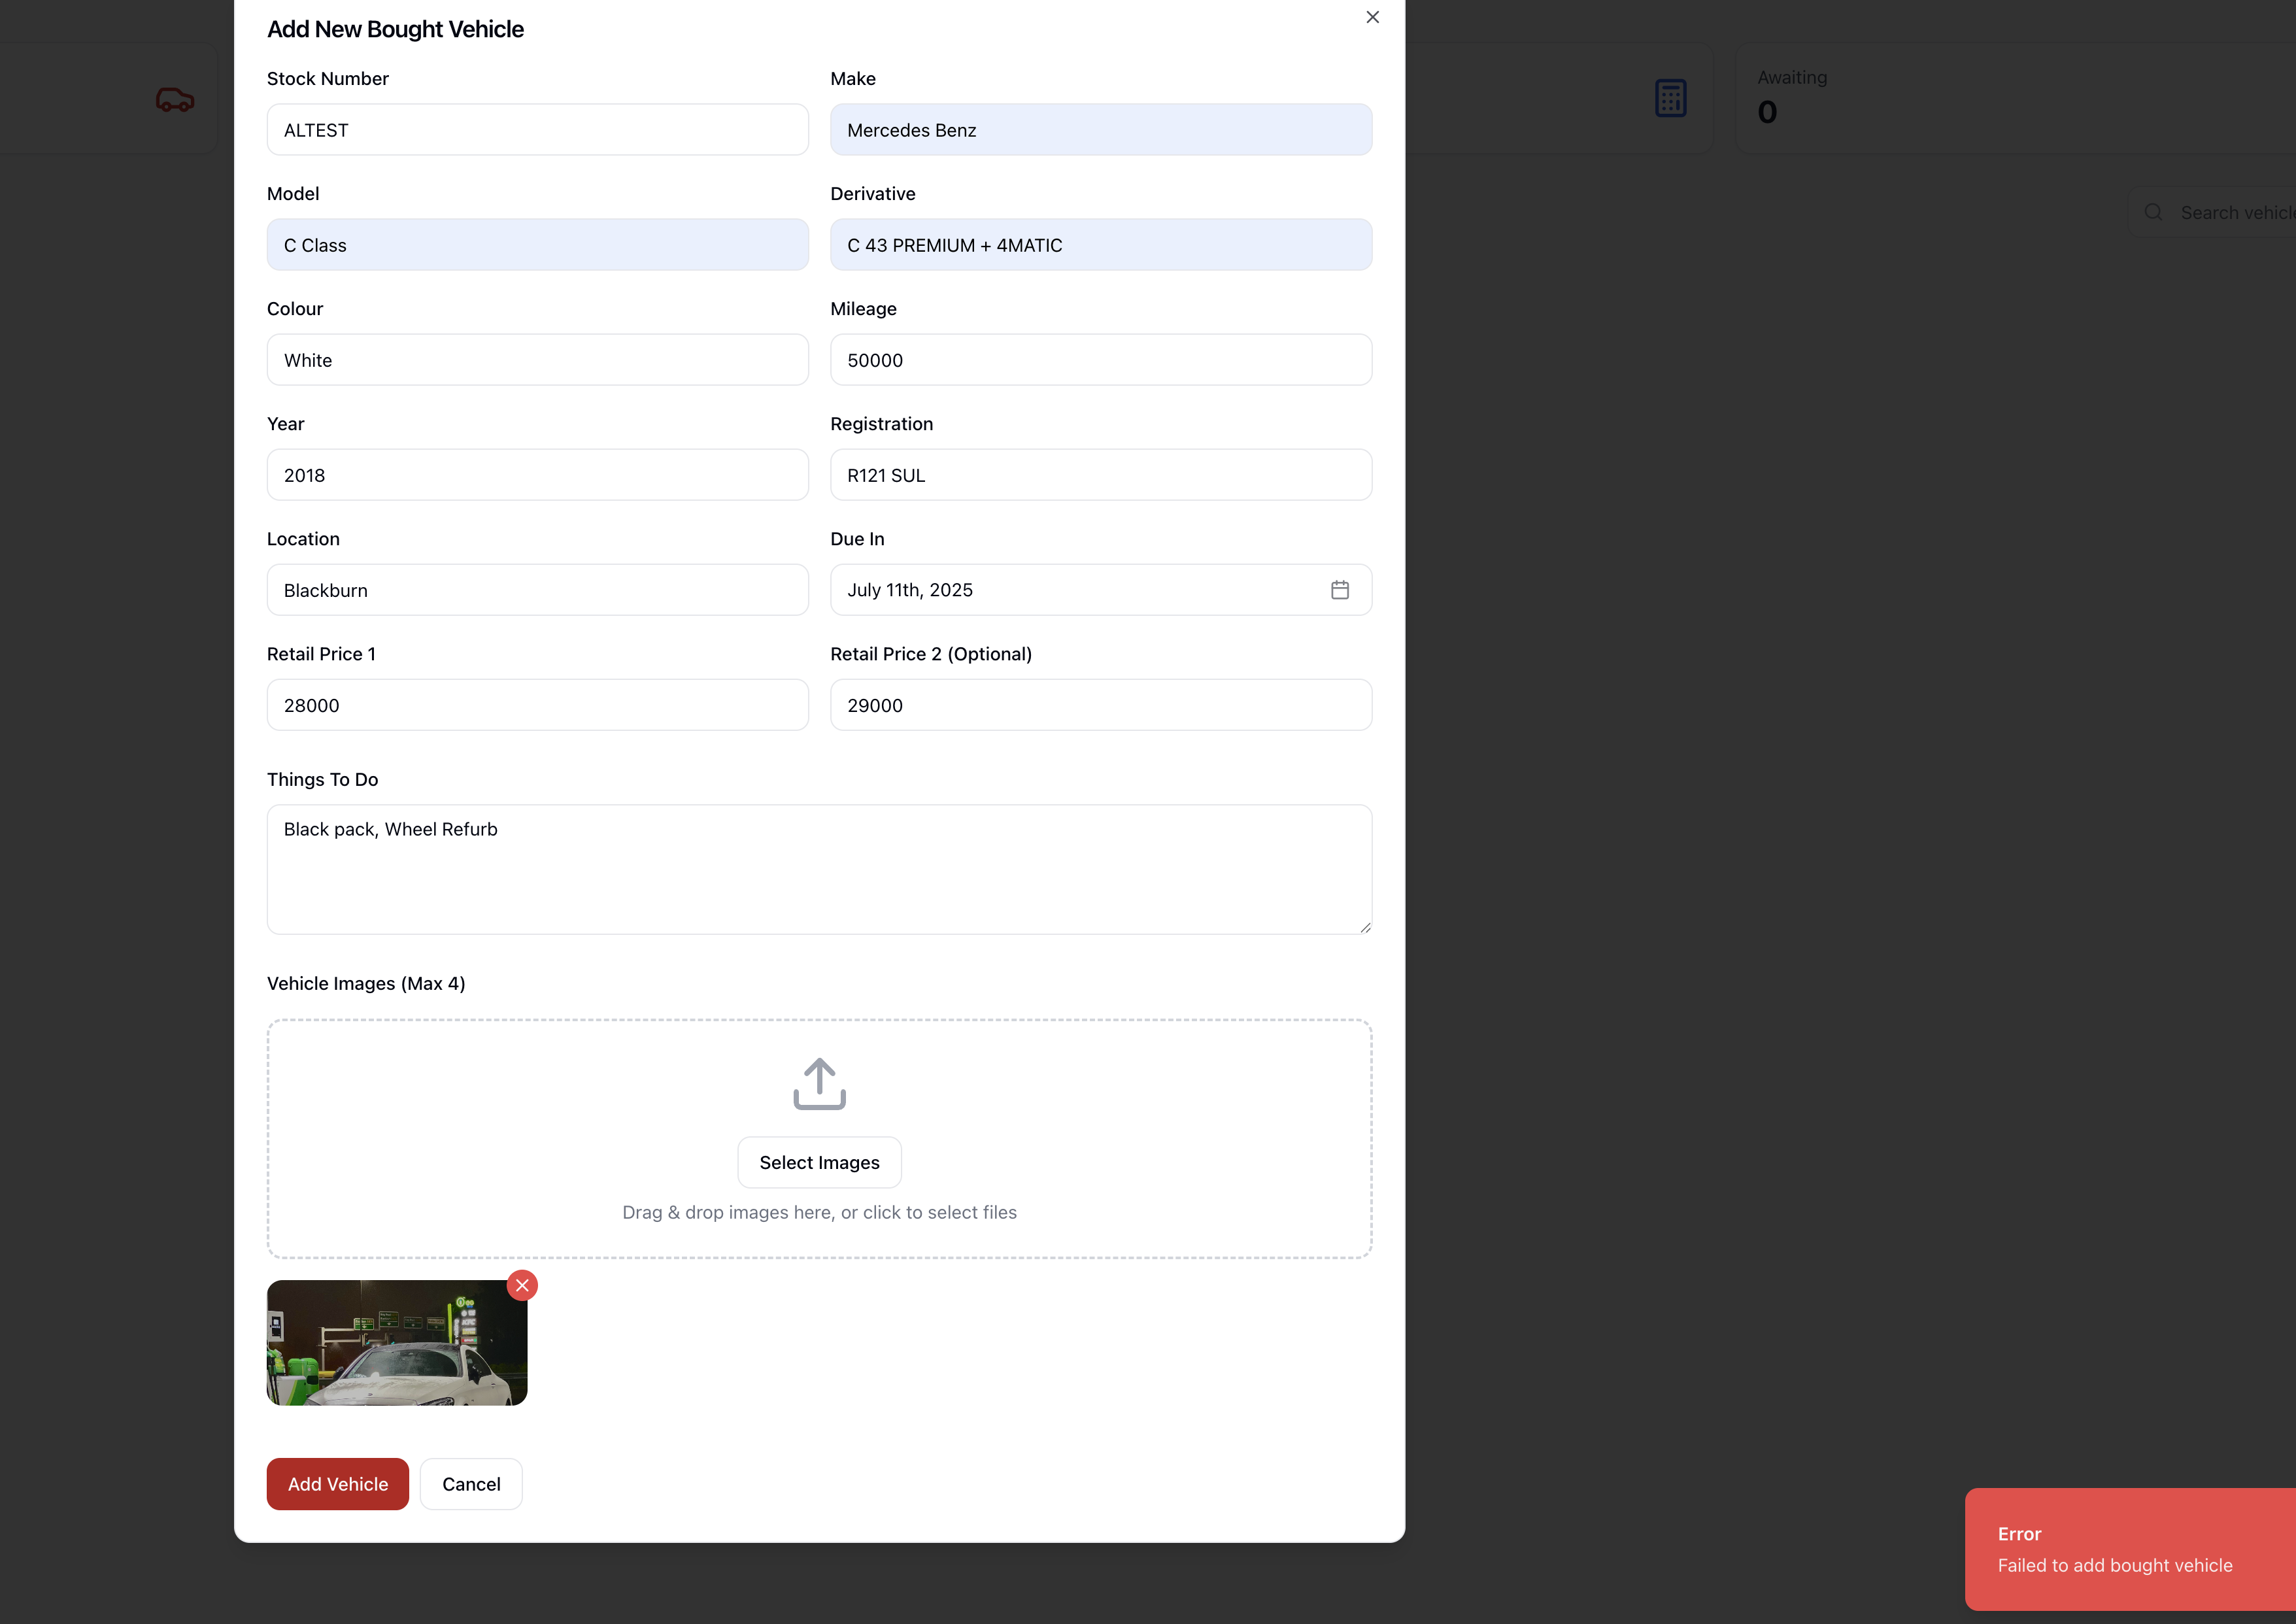 Add New Bought Vehicle
Stock Number
Make
ALTEST
Mercedes Benz
Model
Derivative
C Class
C 43 PREMIUM + 4MATIC
Colour
Mileage
White
50000
Year
Registration
2018
R121 SUL
Location
Due In
Blackburn
July 11th, 2025
Retail Price 1
Retail Price 2 (Optional)
28000
29000
Things To Do
Black pack, Wheel Refurb
Vehicle Images (Max 4)
Select Images
Drag & drop images here, or click to select files
Add Vehicle
Cancel
Awaiting
0
Search vehicle
Error
Failed to add bought vehicle